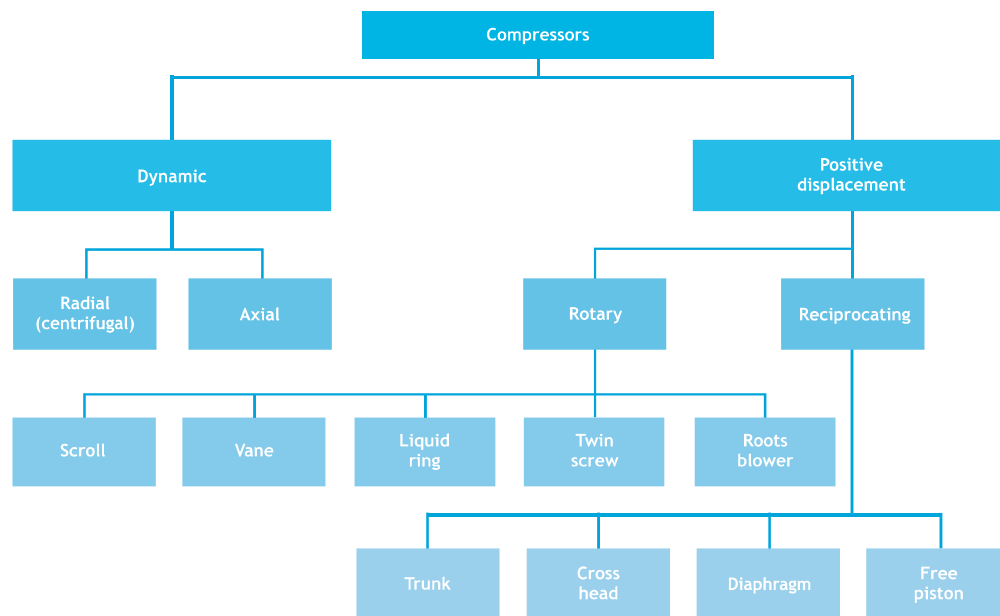 Compressors
Dynamic
Positive
displacement
Radial
(centrifugal)
Axial
Rotary
Reciprocating
Scroll
Vane
Liquid
ring
Twin
screw
Roots
blower
Trunk
Cross
head
Diaphragm
Free
piston